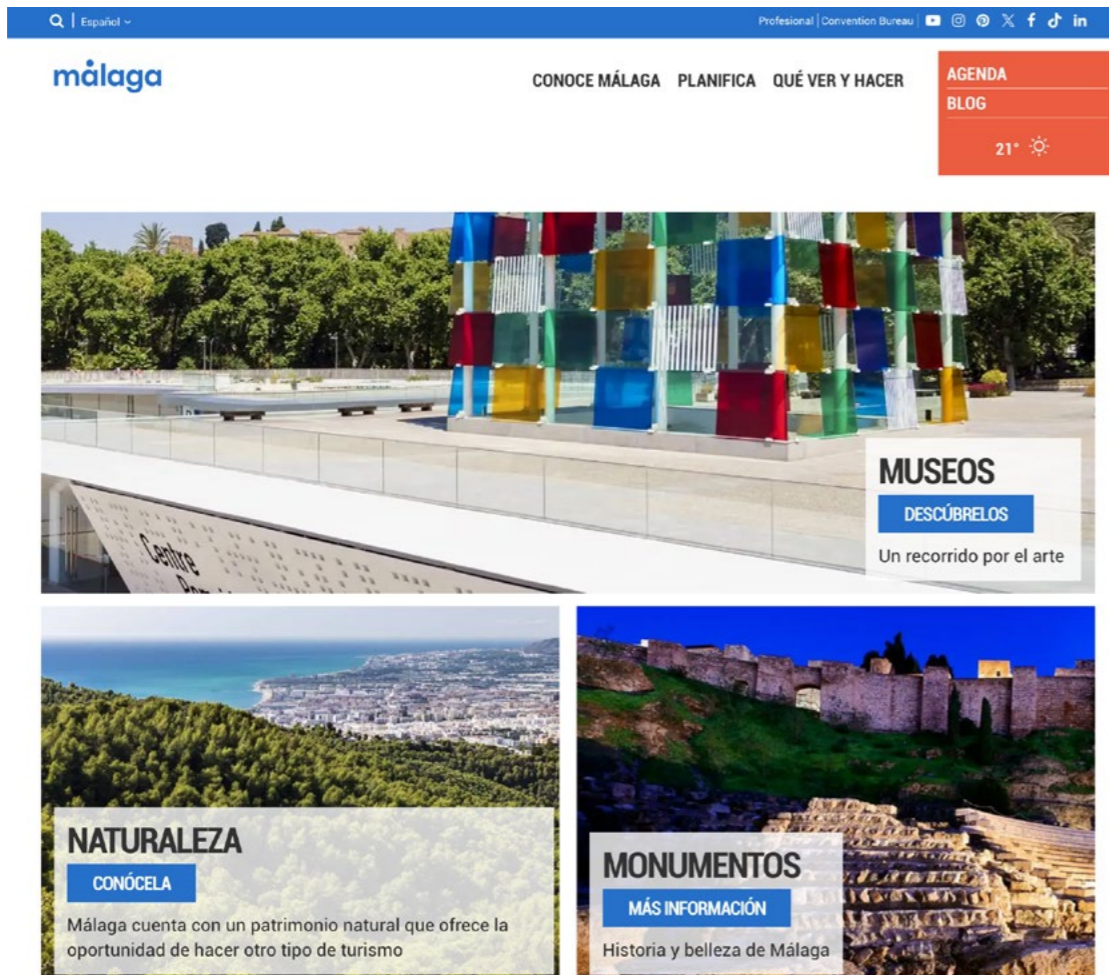 Español
Profesional | Convention Bureau |
málaga
CONOCE MÁLAGA PLANIFICA QUÉ VER Y HACER
AGENDA
BLOG
21°
Centre
MUSEOS
DESCÚBRELOS
Un recorrido por el arte
NATURALEZA
CONÓCELA
Málaga cuenta con un patrimonio natural que ofrece la
oportunidad de hacer otro tipo de turismo
MONUMENTOS
MÁS INFORMACIÓN
Historia y belleza de Málaga